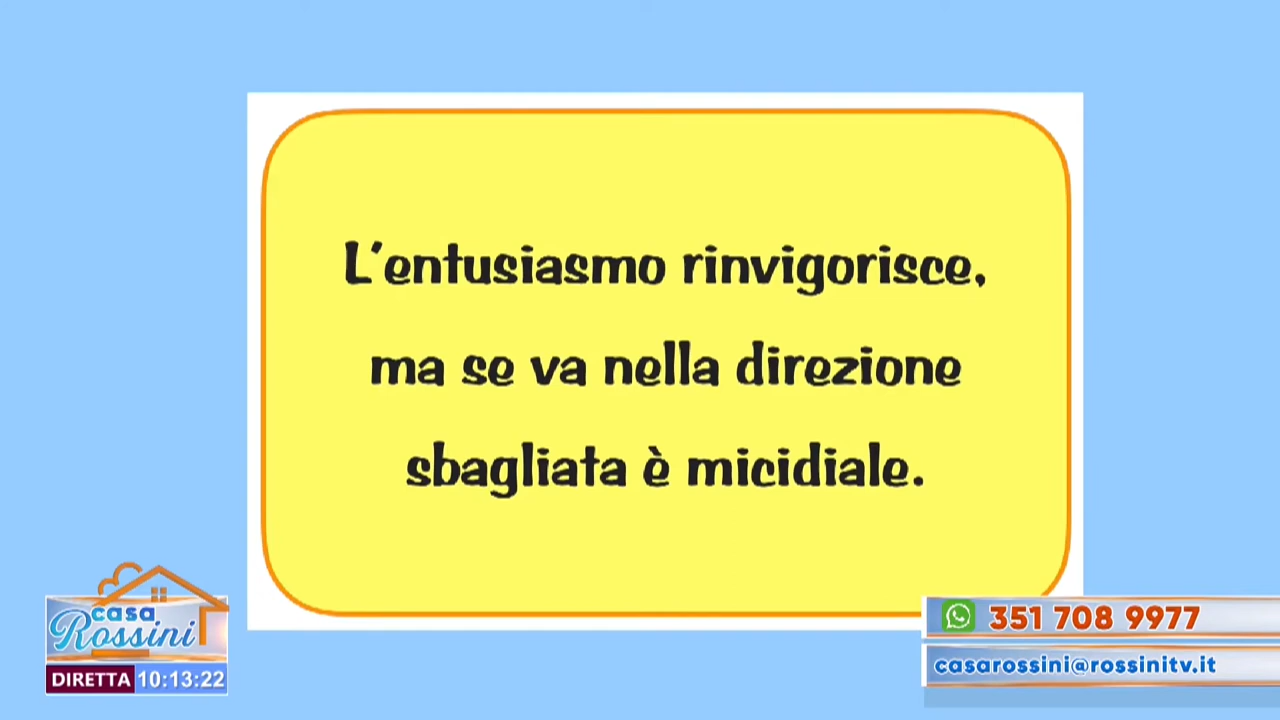 L'entusiasmo rinvigorisce,
ma se va nella direzione
sbagliata è micidiale.
casa
Rossini
DIRETTA 10:13:22
351 708 9977
casarossini@rossinitv.it